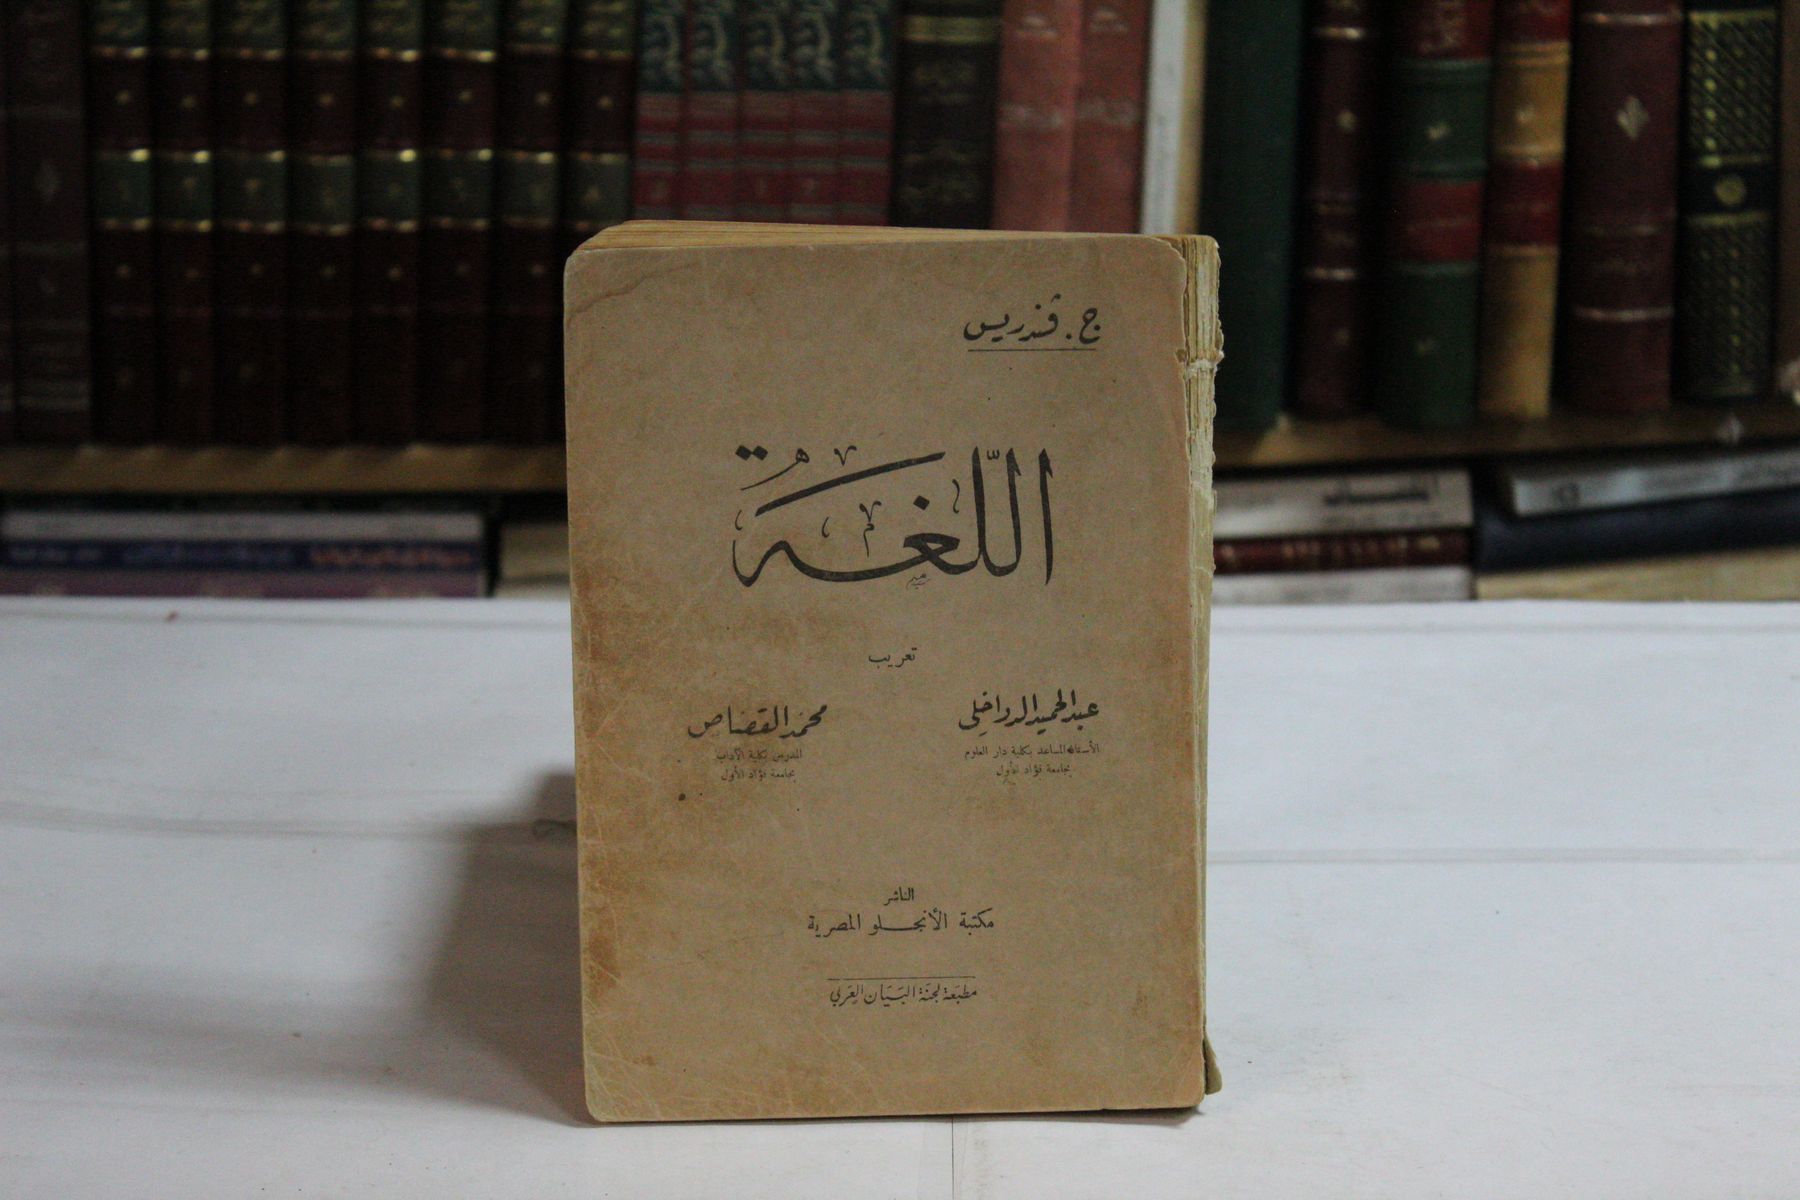 ج. ڤندريس
اللغة
تعريب
عبد الحميد الدواخلي
الأستاذ المساعد بكلية دار العلوم
بجامعة فؤاد الأول
محمد القصاص
المدرس بكلية الآداب
بجامعة فؤاد الأول
الناشر
مكتبة الأنجلو المصرية
مطبعة لجنة البيان العربي